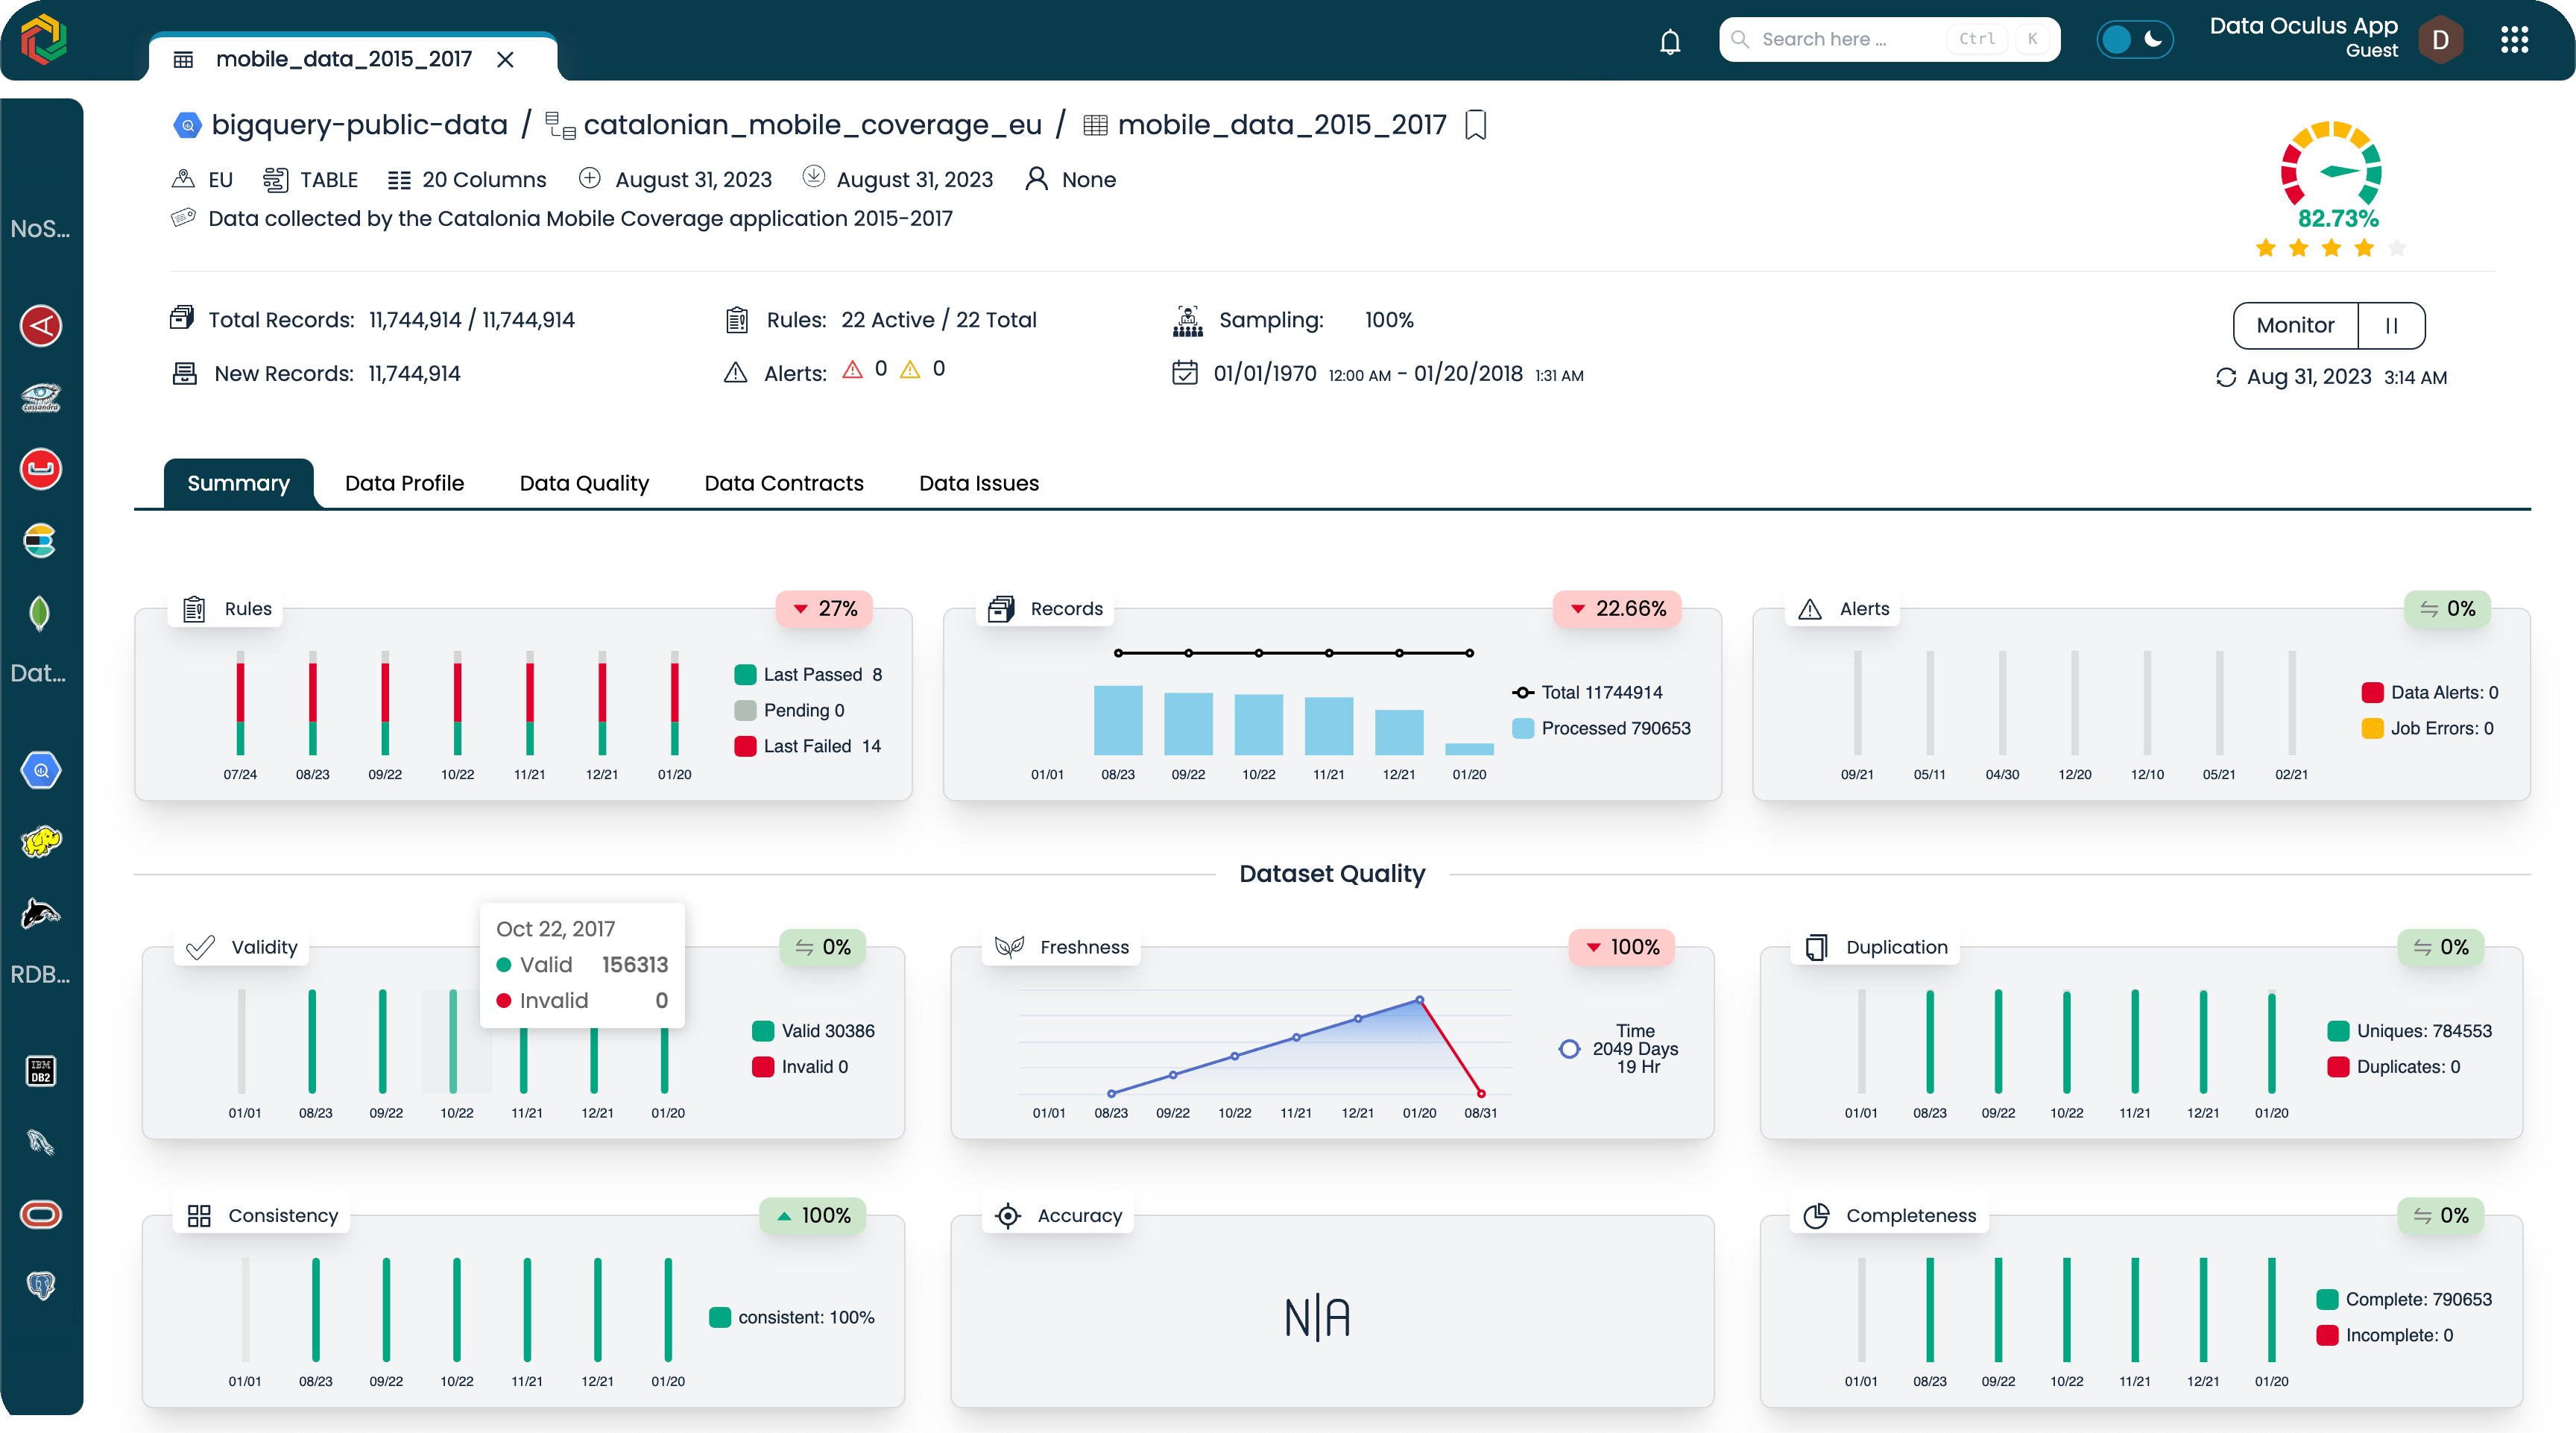 mobile_data_2015_2017
Search here ... Ctrl K
Data Oculus App
Guest
D
bigquery-public-data / catalonian_mobile_coverage_eu / mobile_data_2015_2017
EU TABLE 20 Columns August 31, 2023 August 31, 2023 None
Data collected by the Catalonia Mobile Coverage application 2015-2017
82.73%
Total Records: 11,744,914 / 11,744,914
Rules: 22 Active / 22 Total
Sampling: 100%
Monitor
New Records: 11,744,914
Alerts: 0 0
01/01/1970 12:00 AM - 01/20/2018 1:31 AM
Aug 31, 2023 3:14 AM
NoS...
cassandra
Dat...
RDB...
IBM
DB2
Summary Data Profile Data Quality Data Contracts Data Issues
Rules
27%
Last Passed 8
Pending 0
Last Failed 14
07/24 08/23 09/22 10/22 11/21 12/21 01/20
Records
22.66%
Total 11744914
Processed 790653
01/01 08/23 09/22 10/22 11/21 12/21 01/20
Alerts
0%
Data Alerts: 0
Job Errors: 0
09/21 05/11 04/30 12/20 12/10 05/21 02/21
Dataset Quality
Validity
0%
Oct 22, 2017
Valid 156313
Invalid 0
Valid 30386
Invalid 0
01/01 08/23 09/22 10/22 11/21 12/21 01/20
Freshness
100%
Time
2049 Days
19 Hr
01/01 08/23 09/22 10/22 11/21 12/21 01/20 08/31
Duplication
0%
Uniques: 784553
Duplicates: 0
01/01 08/23 09/22 10/22 11/21 12/21 01/20
Consistency
100%
consistent: 100%
01/01 08/23 09/22 10/22 11/21 12/21 01/20
Accuracy
N|A
Completeness
0%
Complete: 790653
Incomplete: 0
01/01 08/23 09/22 10/22 11/21 12/21 01/20